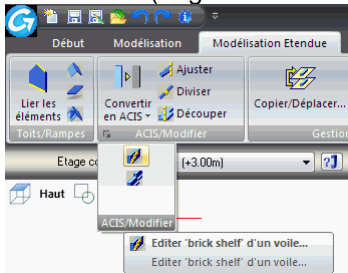 Début Modélisation Modélisation Etendue
Lier les éléments
Convertir en ACIS
Ajuster
Diviser
Découper
Copier/Déplacer...
Toits/Rampes
ACIS/Modifier
Gestion
Etage co
(+3.00m)
Haut
ACIS/Modifier
Editer 'brick shelf' d'un voile...
Editer 'brick shelf' d'un voile...